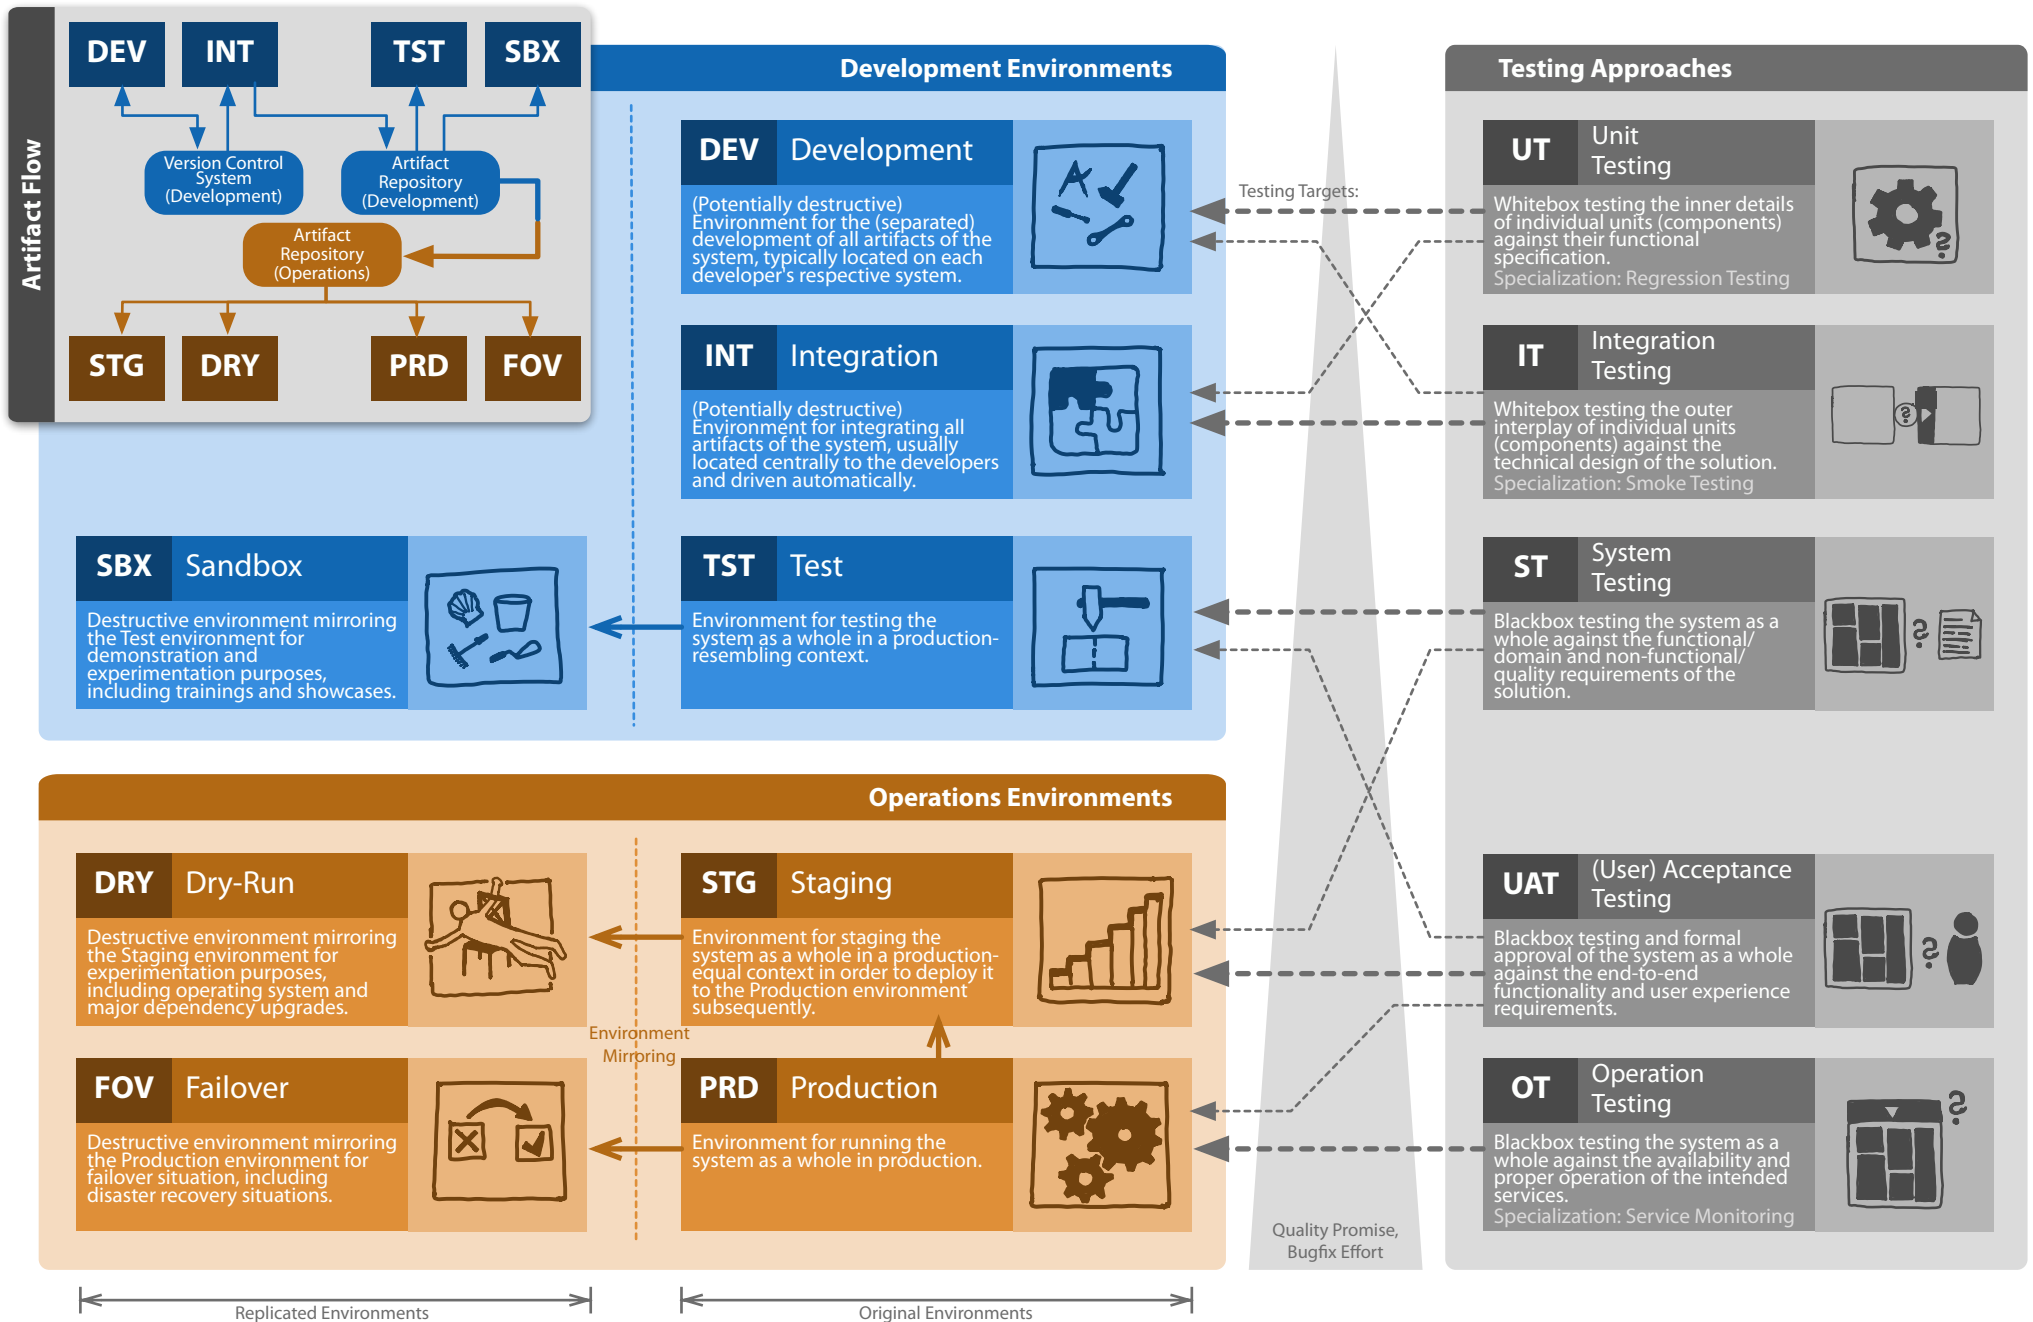 Artifact Flow
DEV
INT
TST
SBX
Version Control
System
(Development)
Artifact
Repository
(Development)
Artifact
Repository
(Operations)
STG
DRY
PRD
FOV
Development Environments
DEV
Development
(Potentially destructive)
Environment for the (separated)
development of all artifacts of the
system, typically located on each
developer's respective system.
INT
Integration
(Potentially destructive)
Environment for integrating all
artifacts of the system, usually
located centrally to the developers
and driven automatically.
SBX
Sandbox
Destructive environment mirroring
the Test environment for
demonstration and
experimentation purposes,
including trainings and showcases.
TST
Test
Environment for testing the
system as a whole in a production-
resembling context.
Operations Environments
DRY
Dry-Run
Destructive environment mirroring
the Staging environment for
experimentation purposes,
including operating system and
major dependency upgrades.
STG
Staging
Environment for staging the
system as a whole in a production-
equal context in order to deploy it
to the Production environment
subsequently.
Environment
Mirroring
FOV
Failover
Destructive environment mirroring
the Production environment for
failover situation, including
disaster recovery situations.
PRD
Production
Environment for running the
system as a whole in production.
Replicated Environments
Original Environments
Testing Targets:
Quality Promise,
Bugfix Effort
Testing Approaches
UT
Unit
Testing
Whitebox testing the inner details
of individual units (components)
against their functional
specification.
Specialization: Regression Testing
IT
Integration
Testing
Whitebox testing the outer
interplay of individual units
(components) against the
technical design of the solution.
Specialization: Smoke Testing
ST
System
Testing
Blackbox testing the system as a
whole against the functional/
domain and non-functional/
quality requirements of the
solution.
UAT
(User) Acceptance
Testing
Blackbox testing and formal
approval of the system as a whole
against the end-to-end
functionality and user experience
requirements.
OT
Operation
Testing
Blackbox testing the system as a
whole against the availability and
proper operation of the intended
services.
Specialization: Service Monitoring